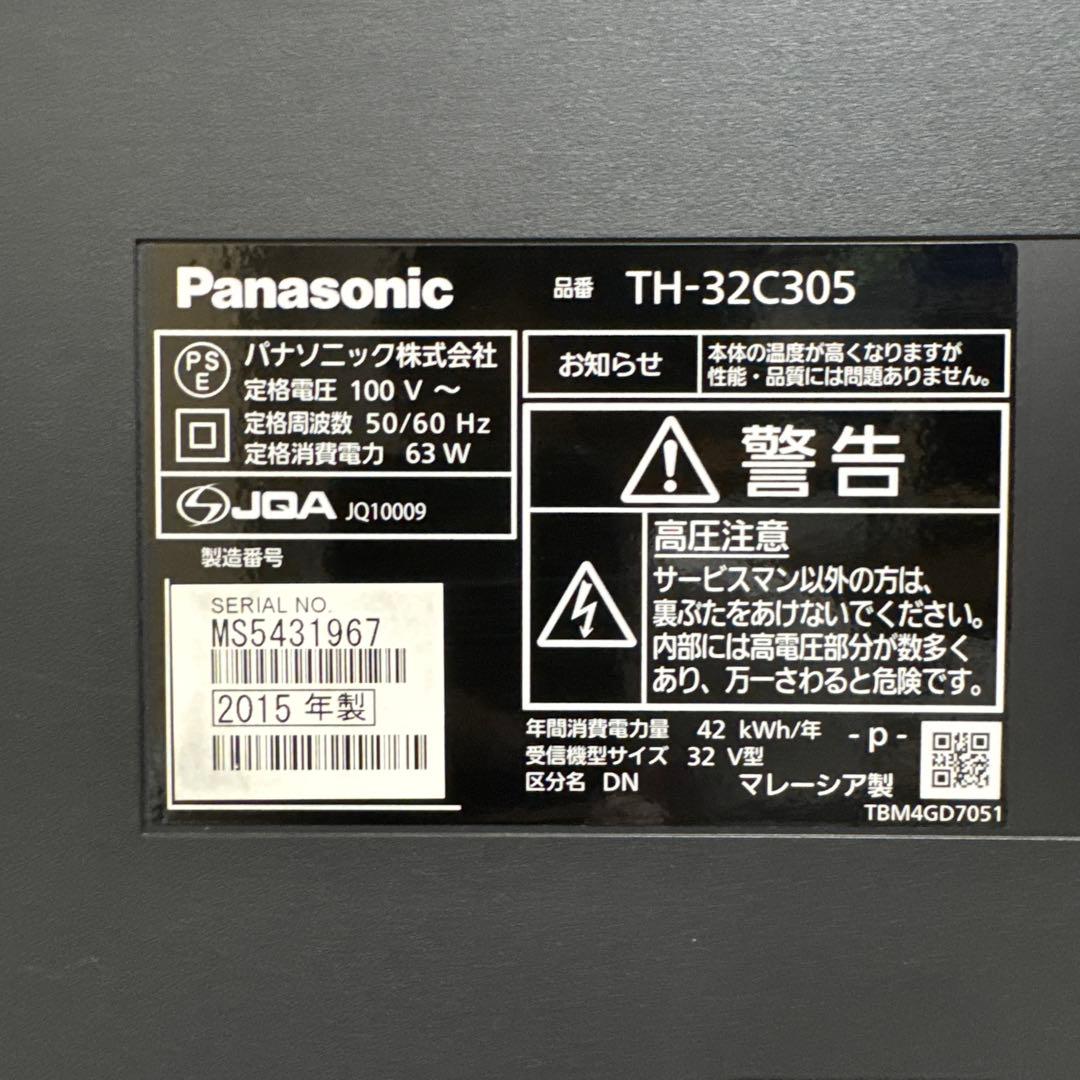 Panasonic
品番 TH-32C305
PS
E
パナソニック株式会社
定格電圧 100 V ～
定格周波数 50/60 Hz
定格消費電力 63 W
JQA JQ10009
製造番号
SERIAL NO.
MS5431967
2015 年製
お知らせ
本体の温度が高くなりますが
性能・品質には問題ありません。
警告
高圧注意
サービスマン以外の方は、
裏ぶたをあけないでください。
内部には高電圧部分が数多く
あり、万一さわると危険です。
年間消費電力量 42 kWh/年
受信機型サイズ 32 V型
区分名 DN
- p -
マレーシア製
TBM4GD7051